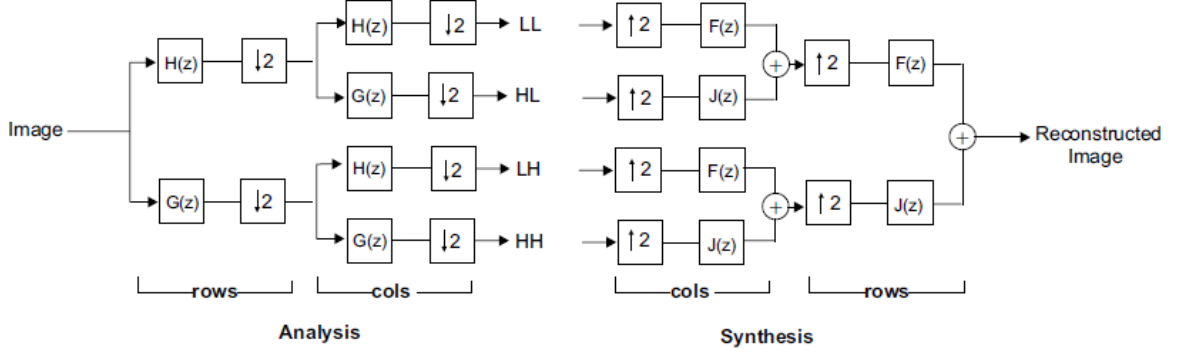 H(z) ↓2 LL ↑2 F(z)
H(z) ↓2 ↑2 F(z)
G(z) ↓2 HL ↑2 J(z) +
Image + Reconstructed
Image
H(z) ↓2 LH ↑2 F(z)
G(z) ↓2 + ↑2 J(z)
G(z) ↓2 HH ↑2 J(z)
rows cols cols rows
Analysis Synthesis